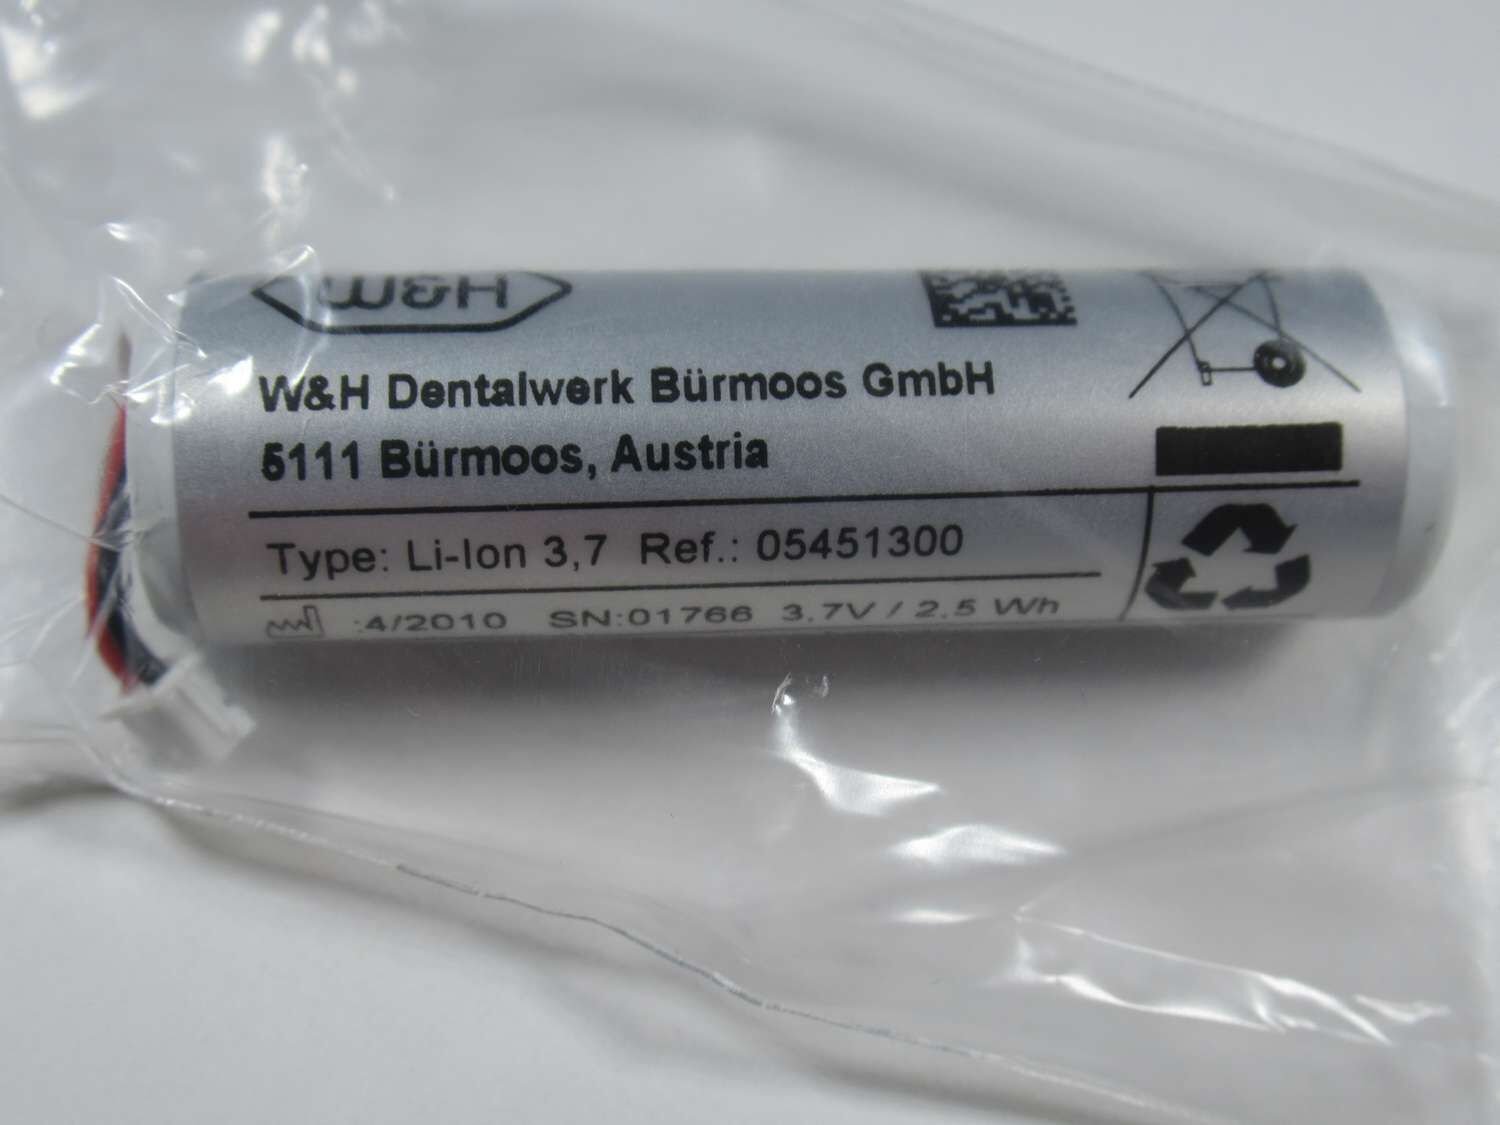 W&H
W&H Dentalwerk Bürmoos GmbH
5111 Bürmoos, Austria
Type: Li-Ion 3,7 Ref.: 05451300
:4/2010 SN:01766 3.7V / 2.5 Wh